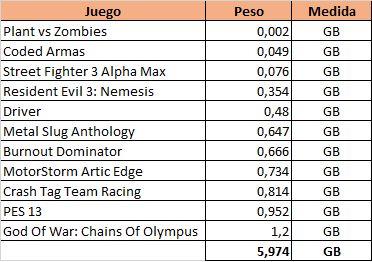 Juego Peso Medida
Plant vs Zombies 0,002 GB
Coded Armas 0,049 GB
Street Fighter 3 Alpha Max 0,076 GB
Resident Evil 3: Nemesis 0,354 GB
Driver 0,48 GB
Metal Slug Anthology 0,647 GB
Burnout Dominator 0,666 GB
MotorStorm Artic Edge 0,734 GB
Crash Tag Team Racing 0,814 GB
PES 13 0,952 GB
God Of War: Chains Of Olympus 1,2 GB
5,974 GB